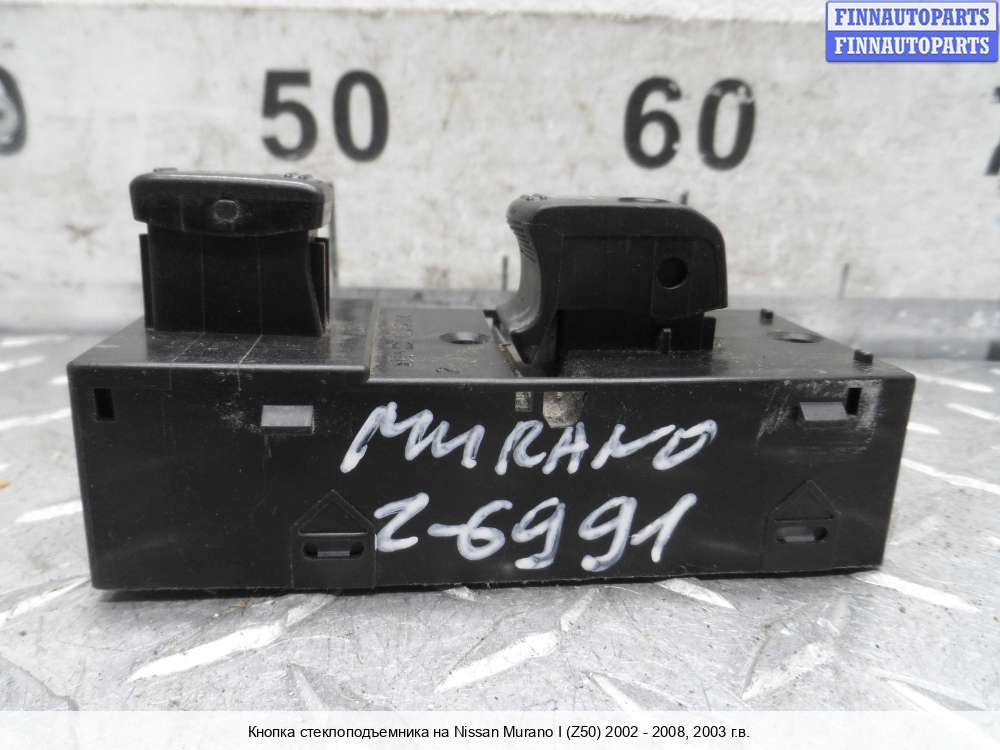 FINNAUTOPARTS
FINNAUTOPARTS
50 60
MURANO
Z-6991
Кнопка стеклоподъемника на Nissan Murano I (Z50) 2002 - 2008, 2003 г.в.